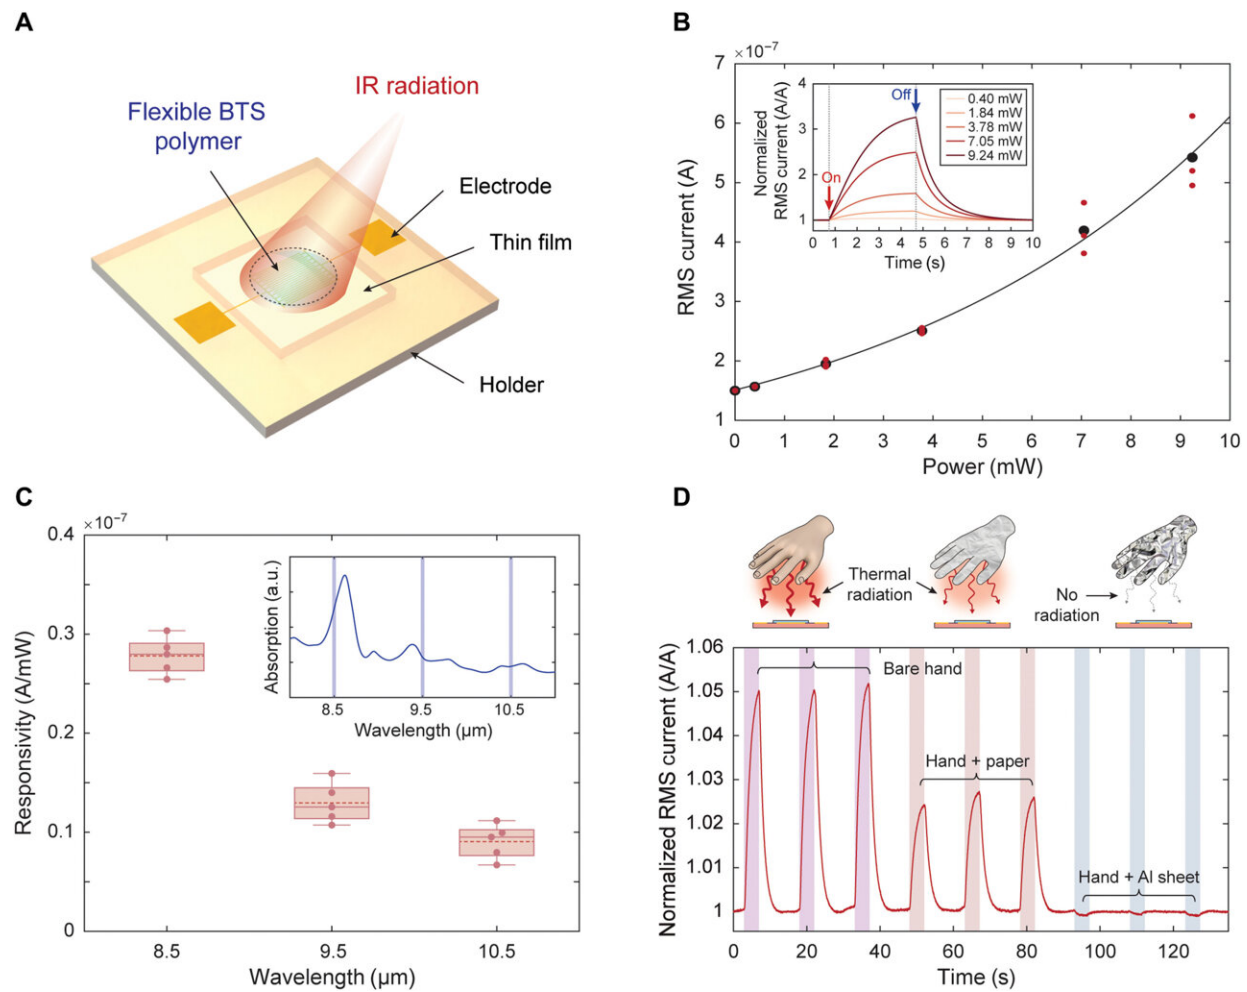 A
IR radiation
Flexible BTS
polymer
Electrode
Thin film
Holder
B
×10⁻⁷
7
6
5
4
3
2
1
RMS current (A)
0 1 2 3 4 5 6 7 8 9 10
Power (mW)
Normalized
RMS current (A/A)
4
3
2
1
Off
On
0.40 mW
1.84 mW
3.78 mW
7.05 mW
9.24 mW
0 1 2 3 4 5 6 7 8 9 10
Time (s)
C
×10⁻⁷
0.4
0.3
0.2
0.1
0
Responsivity (A/mW)
8.5 9.5 10.5
Wavelength (µm)
Absorption (a.u.)
8.5 9.5 10.5
Wavelength (µm)
D
Thermal
radiation
No
radiation
1.06
1.05
1.04
1.03
1.02
1.01
1
Normalized RMS current (A/A)
Bare hand
Hand + paper
Hand + Al sheet
0 20 40 60 80 100 120
Time (s)